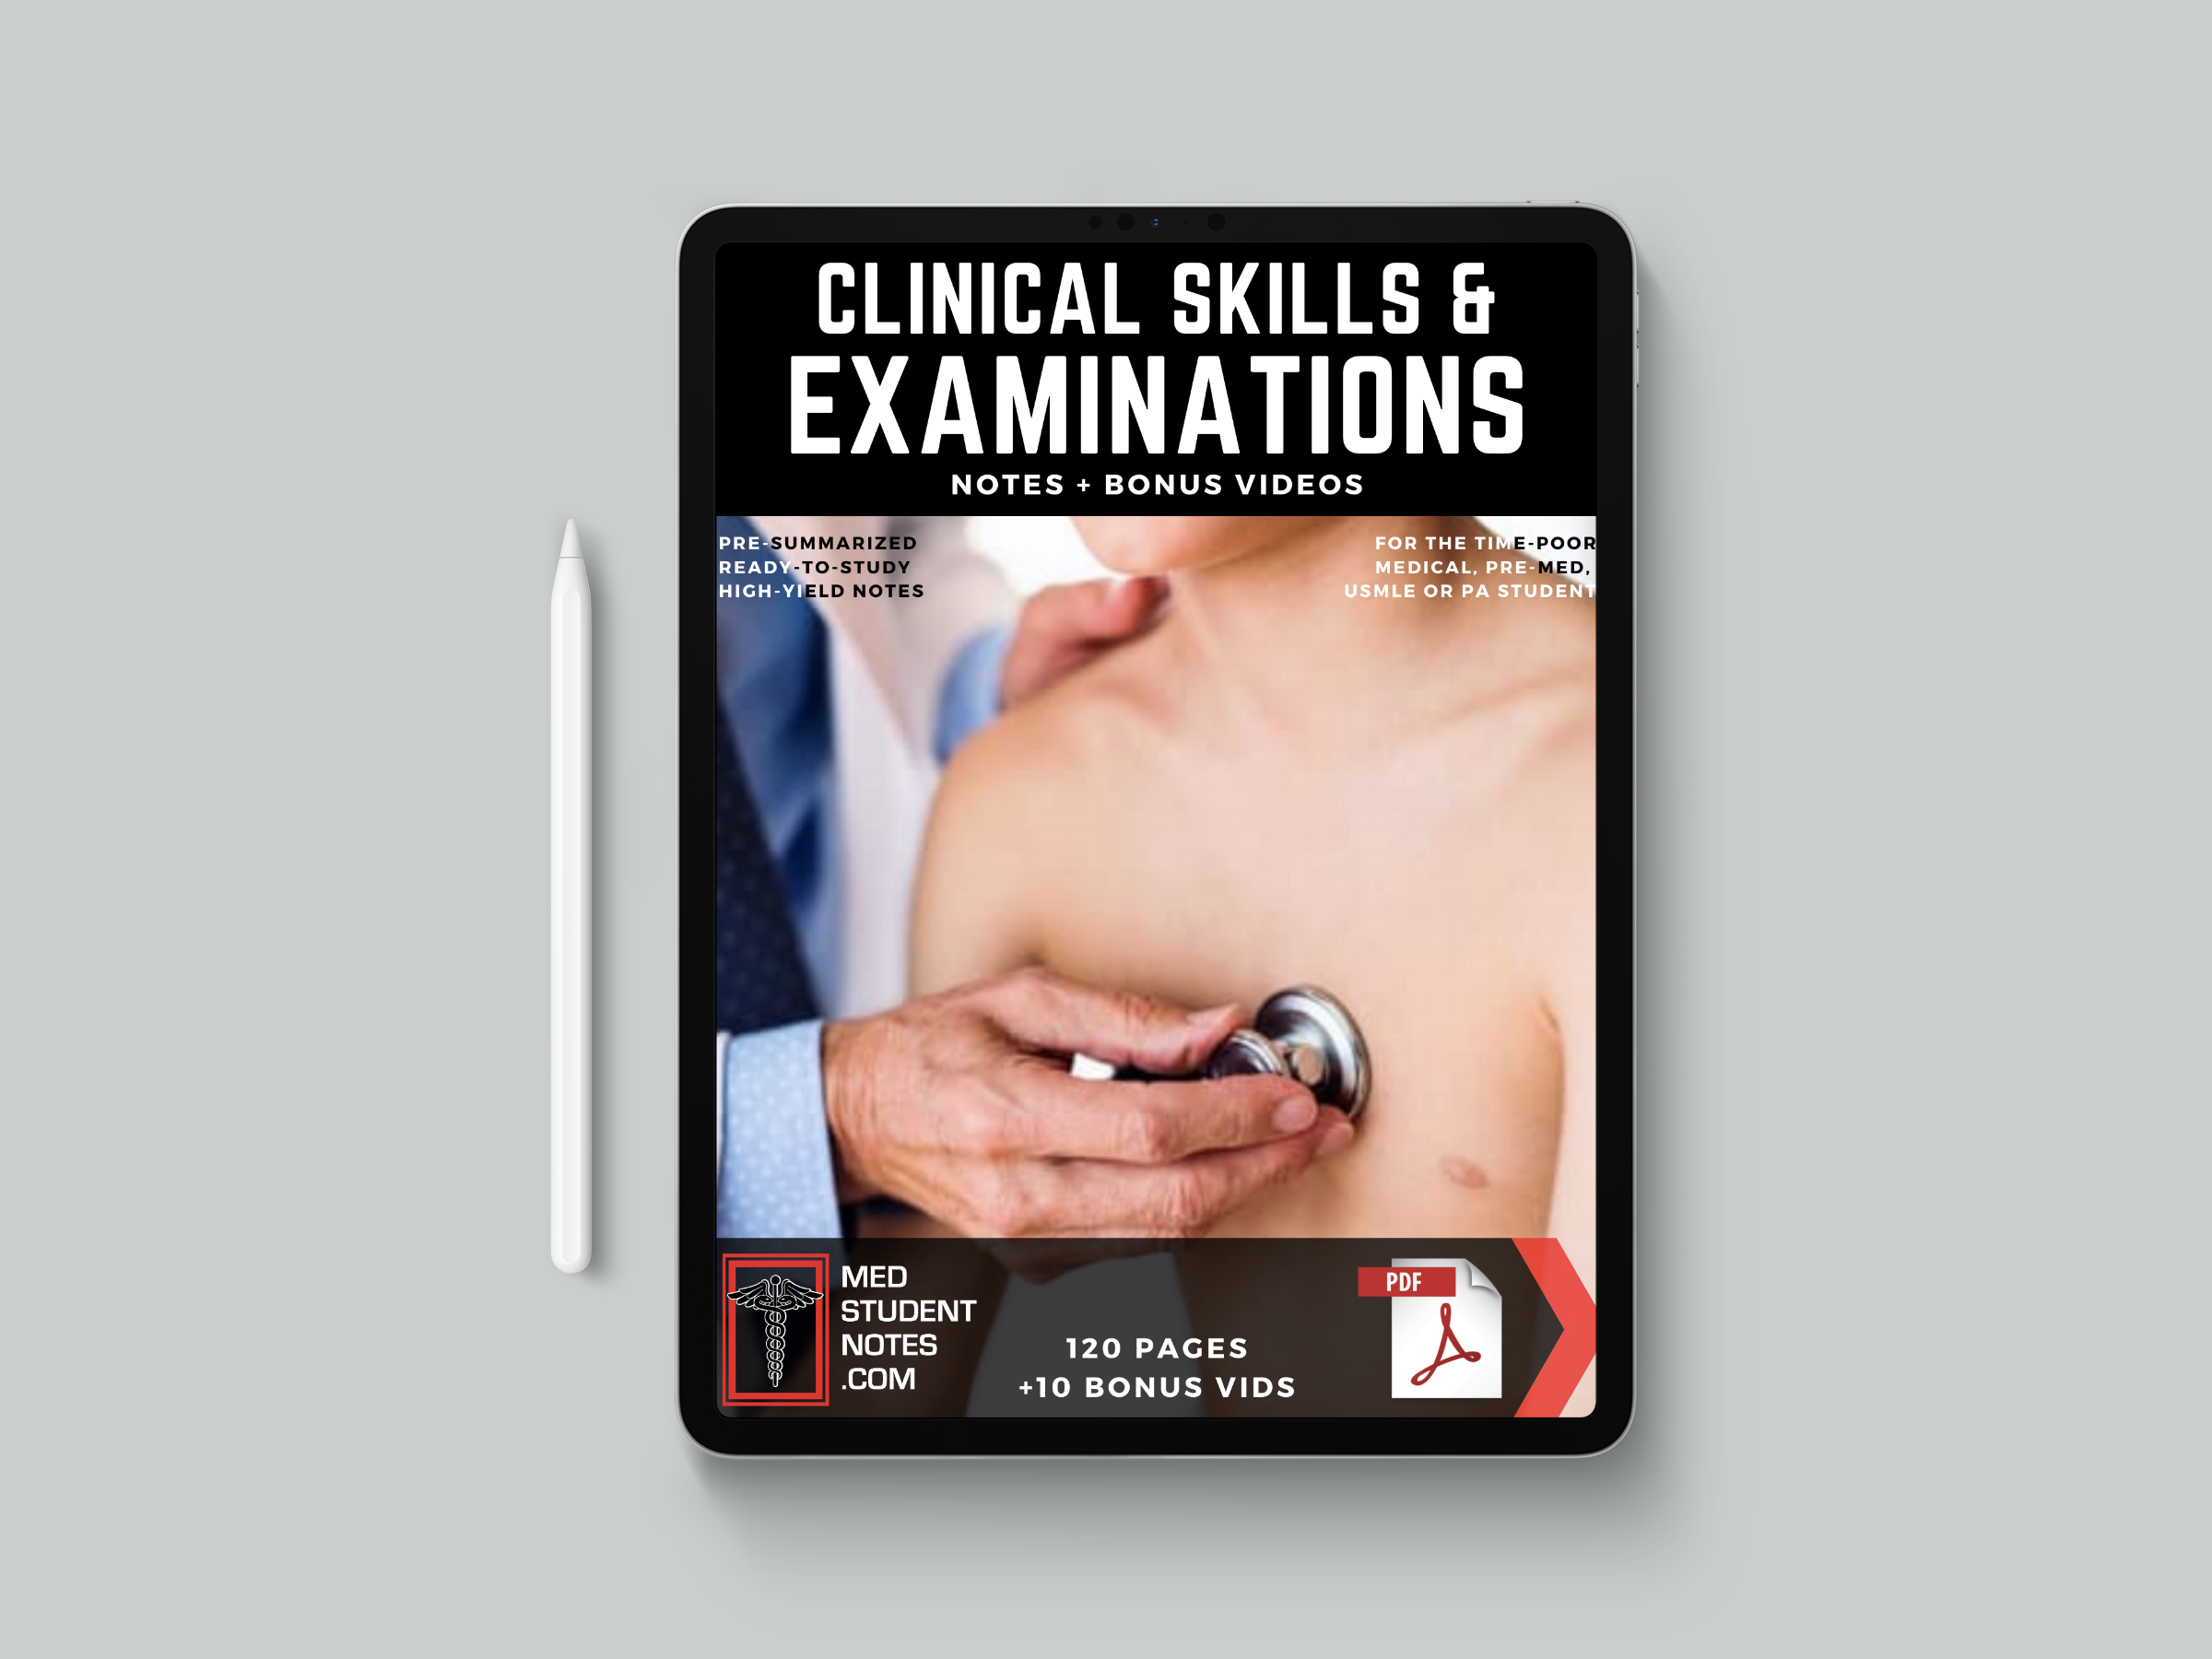 CLINICAL SKILLS &
EXAMINATIONS
NOTES + BONUS VIDEOS
PRE-SUMMARIZED
READY-TO-STUDY
HIGH-YIELD NOTES
FOR THE TIME-POOR
MEDICAL, PRE-MED,
USMLE OR PA STUDENT
MED
STUDENT
NOTES
.COM
120 PAGES
+10 BONUS VIDS
PDF